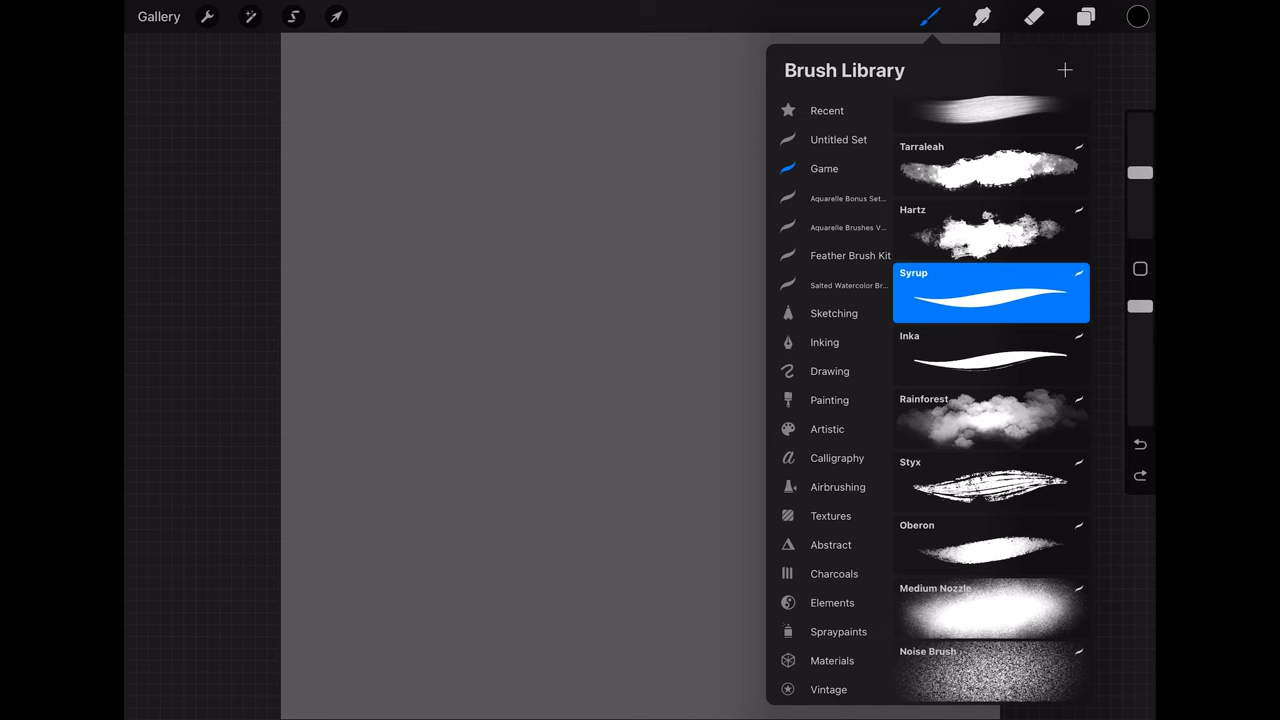 Gallery
Brush Library
Recent
Untitled Set
Game
Aquarelle Bonus Set...
Aquarelle Brushes V...
Feather Brush Kit
Salted Watercolor Br...
Sketching
Inking
Drawing
Painting
Artistic
Calligraphy
Airbrushing
Textures
Abstract
Charcoals
Elements
Spraypaints
Materials
Vintage
Tarraleah
Hartz
Syrup
Inka
Rainforest
Styx
Oberon
Medium Nozzle
Noise Brush